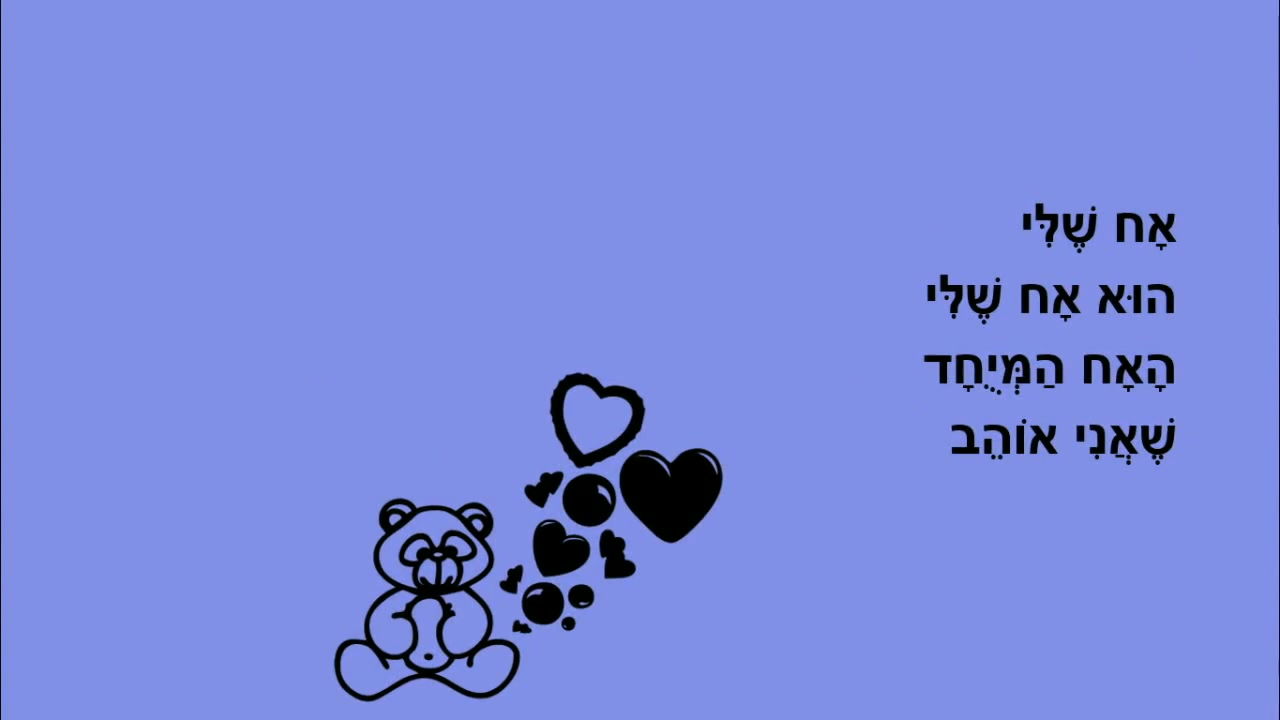 אָח שֶׁלִּי
הוּא אָח שֶׁלִּי
הָאָח הַמְּיֻחָד
שֶׁאֲנִי אוֹהֵב